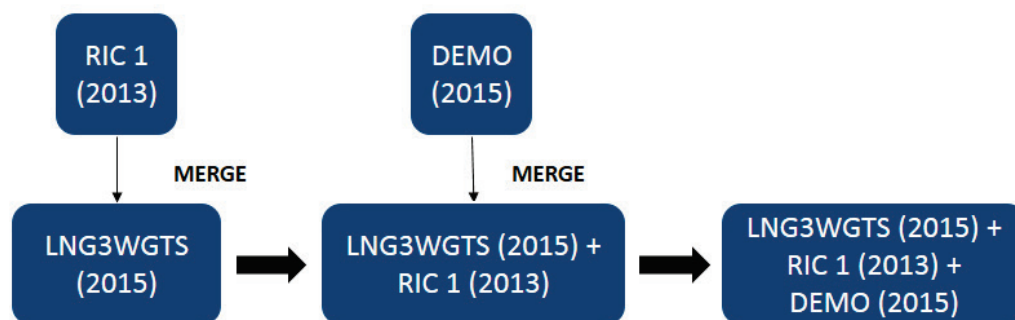 RIC 1
(2013)
DEMO
(2015)
MERGE
MERGE
LNG3WGTS
(2015)
LNG3WGTS (2015) +
RIC 1 (2013)
LNG3WGTS (2015) +
RIC 1 (2013) +
DEMO (2015)